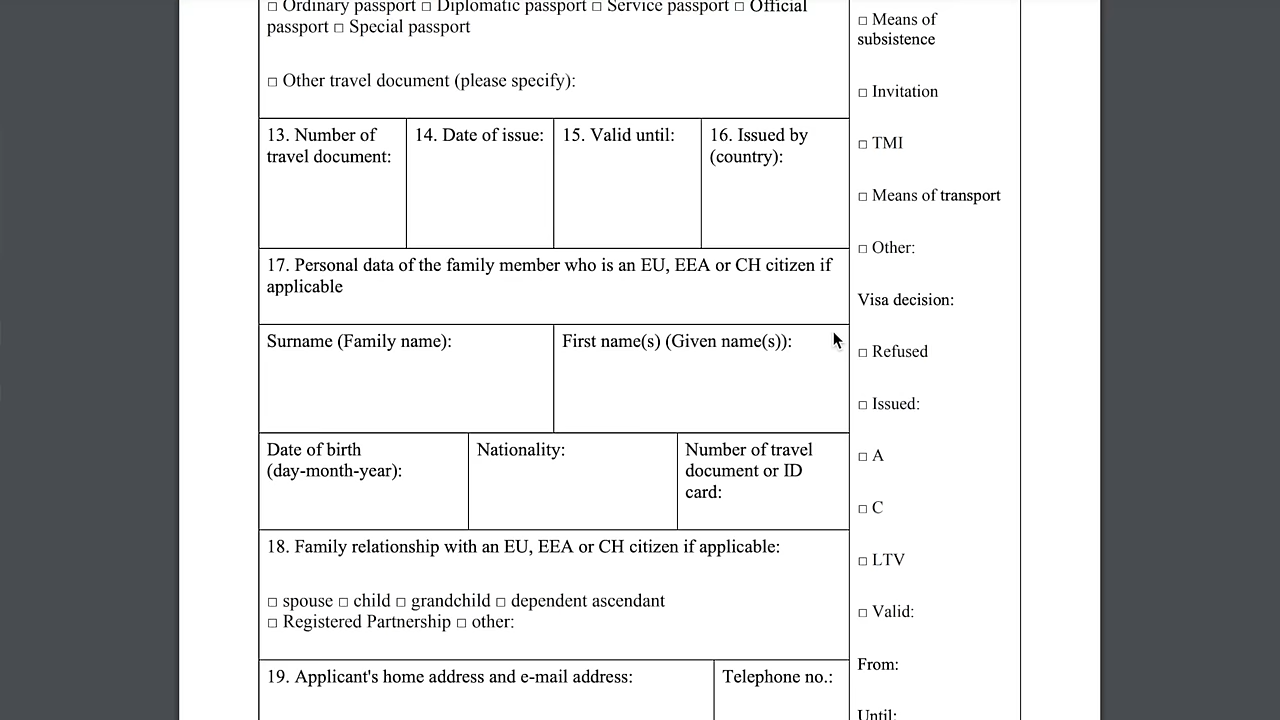 □ Ordinary passport □ Diplomatic passport □ Service passport □ Official
passport □ Special passport
□ Other travel document (please specify):
13. Number of
travel document:
14. Date of issue:
15. Valid until:
16. Issued by
(country):
17. Personal data of the family member who is an EU, EEA or CH citizen if
applicable
Surname (Family name):
First name(s) (Given name(s)):
Date of birth
(day-month-year):
Nationality:
Number of travel
document or ID
card:
18. Family relationship with an EU, EEA or CH citizen if applicable:
□ spouse □ child □ grandchild □ dependent ascendant
□ Registered Partnership □ other:
19. Applicant's home address and e-mail address:
Telephone no.:
□ Means of
subsistence
□ Invitation
□ TMI
□ Means of transport
□ Other:
Visa decision:
□ Refused
□ Issued:
□ A
□ C
□ LTV
□ Valid:
From:
Until: